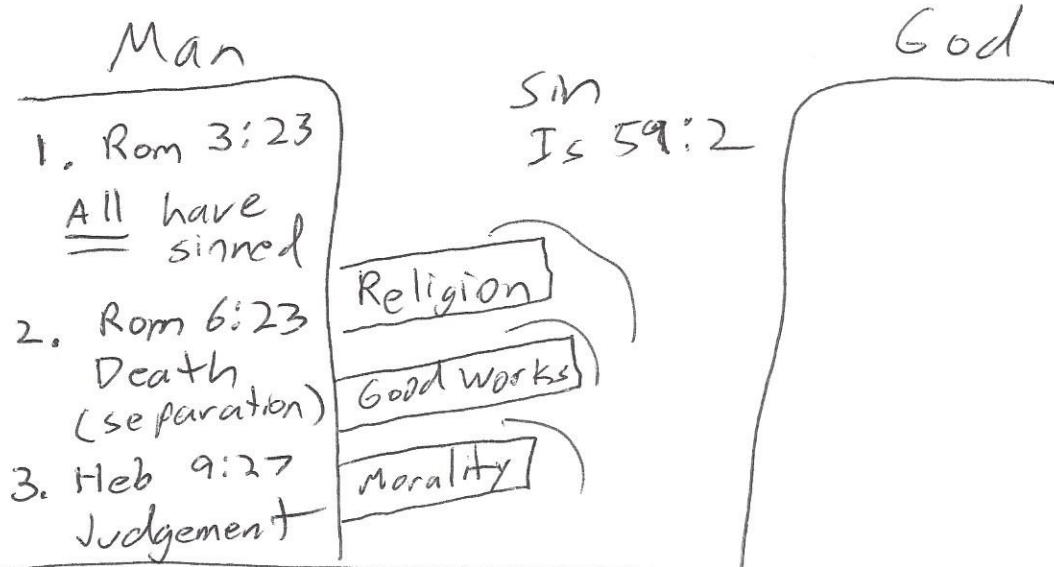 Man
God
Sin
Is 59:2
1. Rom 3:23
All have
sinned
2. Rom 6:23
Death
(separation)
3. Heb 9:27
Judgement
Religion
Good works
Morality